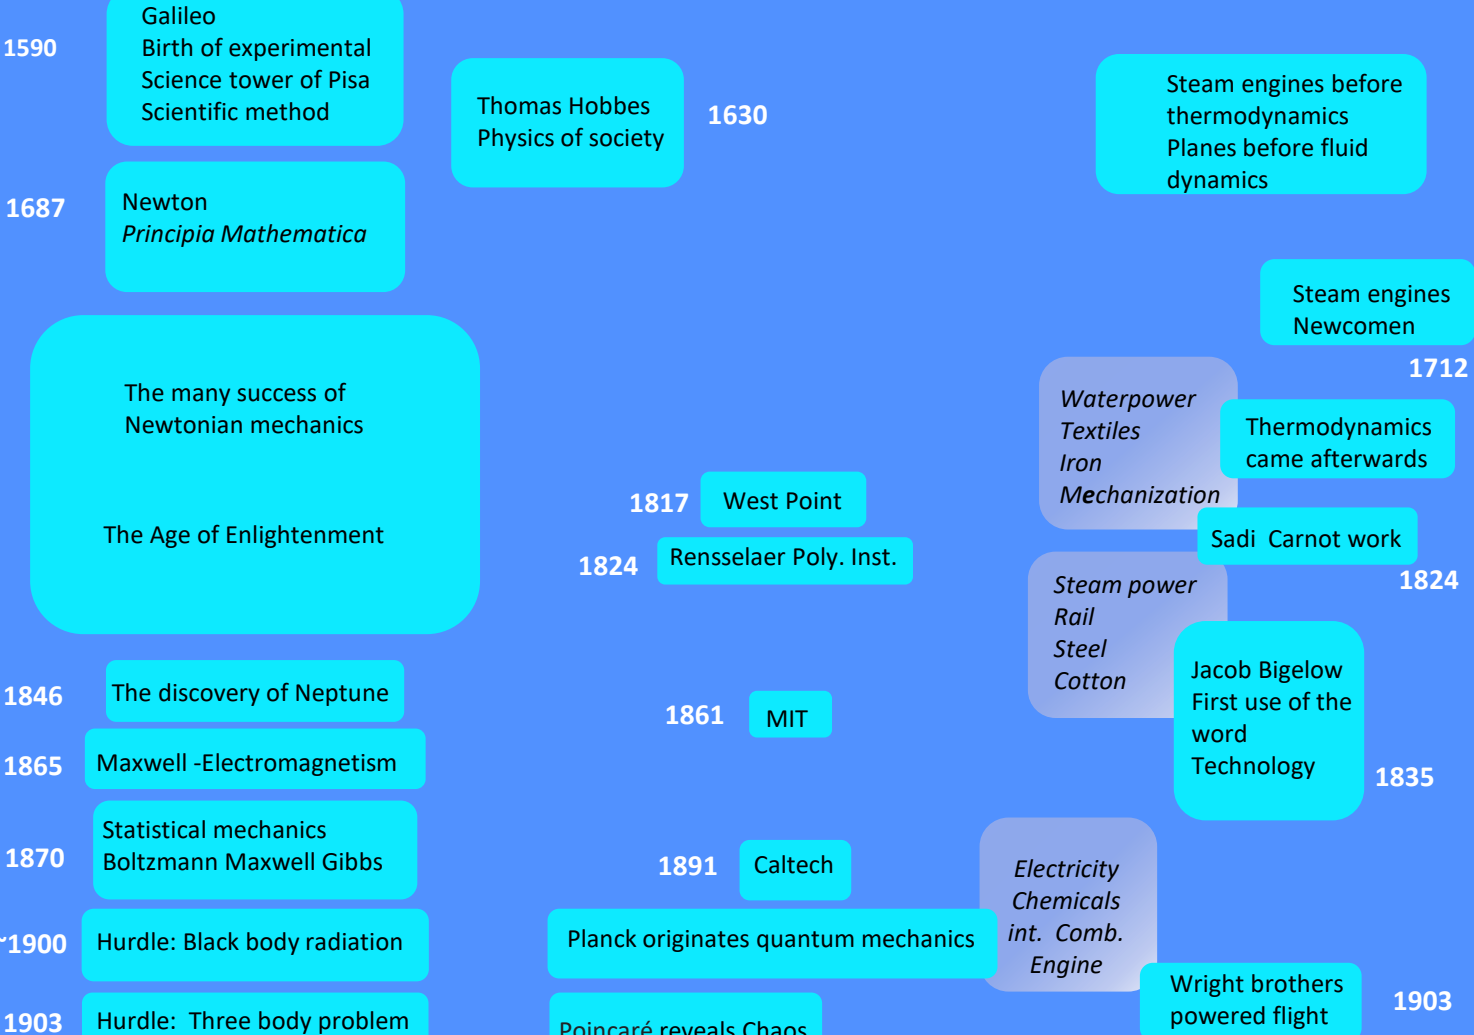 1590
Galileo
Birth of experimental
Science tower of Pisa
Scientific method
Thomas Hobbes
Physics of society
1630
Steam engines before
thermodynamics
Planes before fluid
dynamics
1687
Newton
Principia Mathematica
Steam engines
Newcomen
1712
The many success of
Newtonian mechanics
The Age of Enlightenment
Waterpower
Textiles
Iron
Mechanization
Thermodynamics
came afterwards
1817
West Point
1824
Rensselaer Poly. Inst.
Sadi Carnot work
1824
Steam power
Rail
Steel
Cotton
Jacob Bigelow
First use of the
word
Technology
1835
1846
The discovery of Neptune
1861
MIT
1865
Maxwell -Electromagnetism
1870
Statistical mechanics
Boltzmann Maxwell Gibbs
1891
Caltech
Electricity
Chemicals
int. Comb.
Engine
~1900
Hurdle: Black body radiation
Planck originates quantum mechanics
1903
Hurdle: Three body problem
Poincaré reveals Chaos
Wright brothers
powered flight
1903